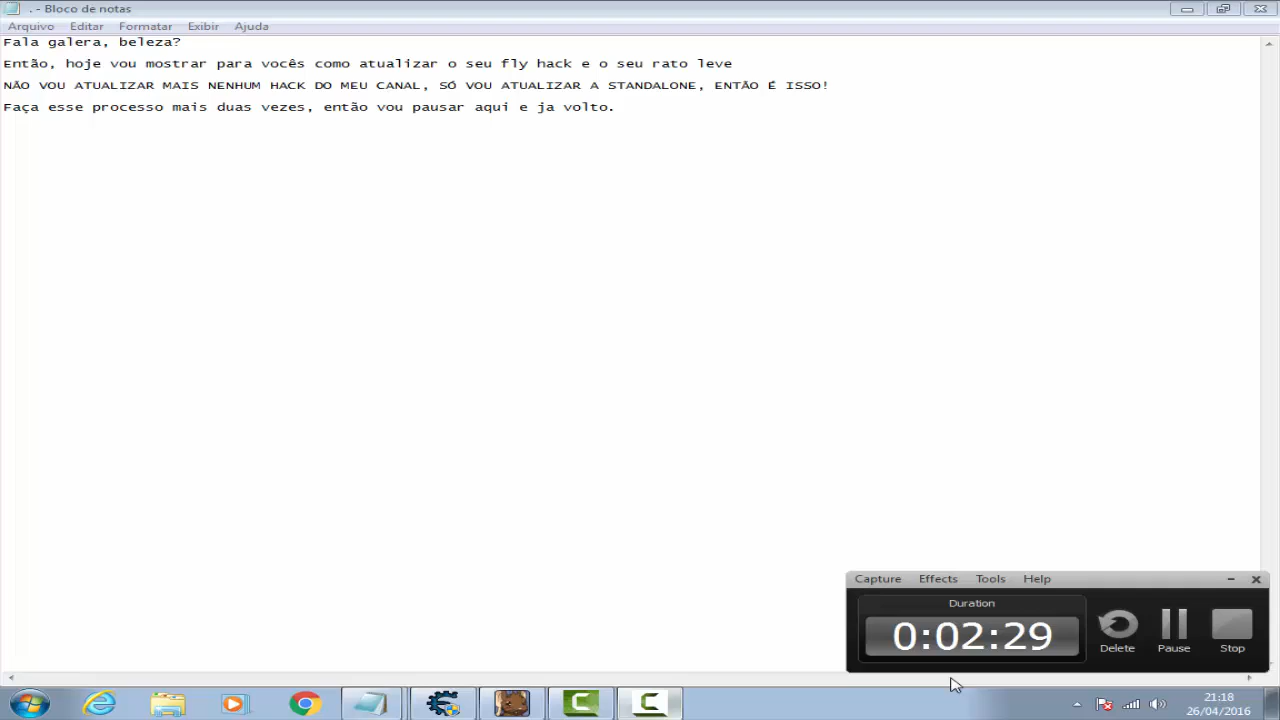 . - Bloco de notas
Arquivo Editar Formatar Exibir Ajuda
Fala galera, beleza?
Então, hoje vou mostrar para vocês como atualizar o seu fly hack e o seu rato leve
NÃO VOU ATUALIZAR MAIS NENHUM HACK DO MEU CANAL, SÓ VOU ATUALIZAR A STANDALONE, ENTÃO É ISSO!
Faça esse processo mais duas vezes, então vou pausar aqui e ja volto.
Capture Effects Tools Help
Duration
0:02:29
Delete Pause Stop
21:18
26/04/2016